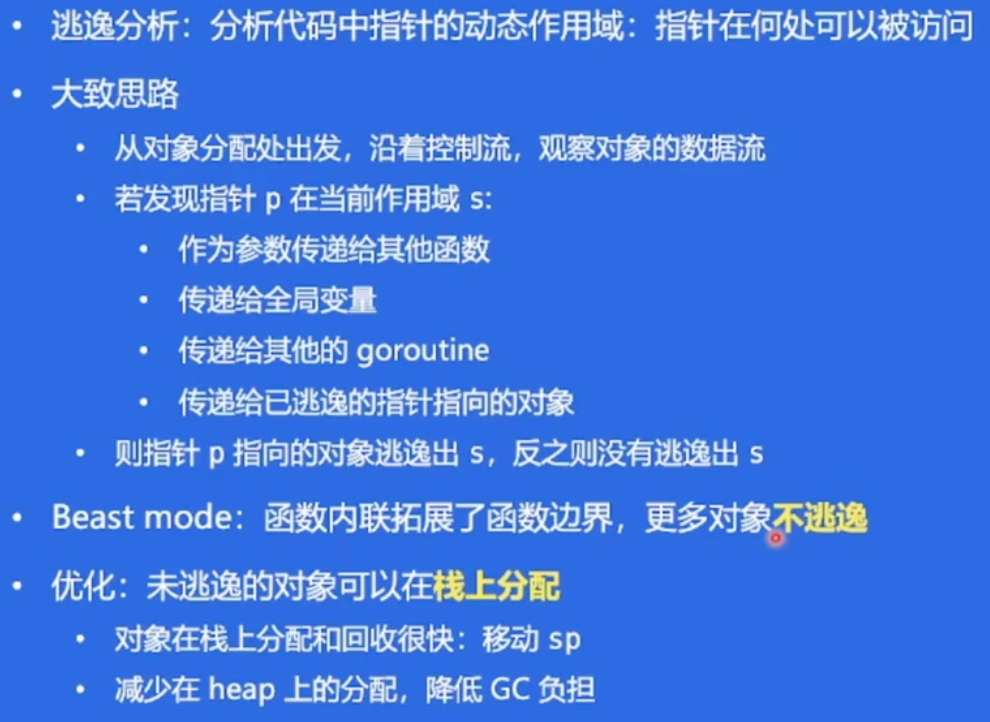 • 逃逸分析：分析代码中指针的动态作用域：指针在何处可以被访问
• 大致思路
• 从对象分配处出发，沿着控制流，观察对象的数据流
• 若发现指针 p 在当前作用域 s:
• 作为参数传递给其他函数
• 传递给全局变量
• 传递给其他的 goroutine
• 传递给已逃逸的指针指向的对象
• 则指针 p 指向的对象逃逸出 s，反之则没有逃逸出 s
• Beast mode：函数内联拓展了函数边界，更多对象不逃逸
• 优化：未逃逸的对象可以在栈上分配
• 对象在栈上分配和回收很快：移动 sp
• 减少在 heap 上的分配，降低 GC 负担